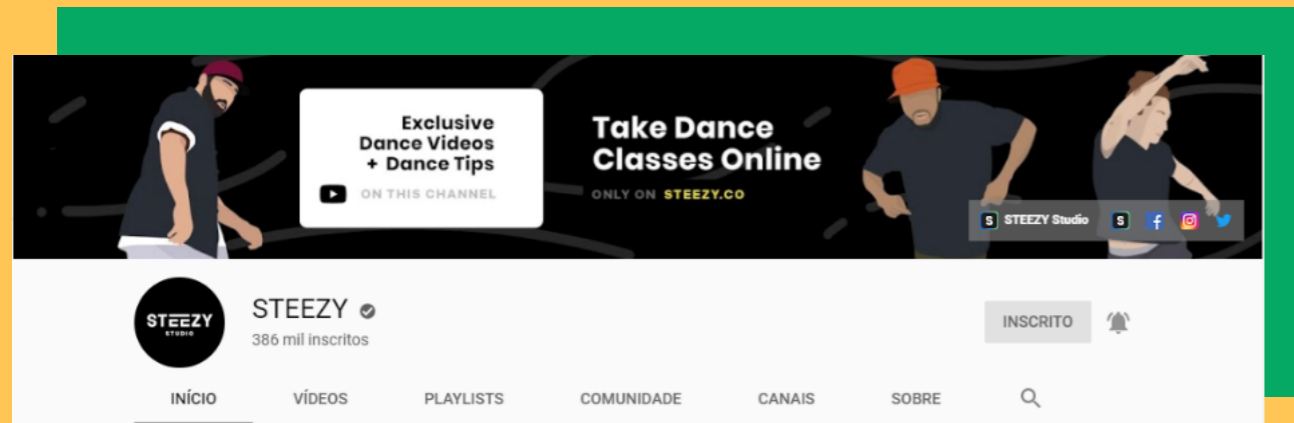 Exclusive
Dance Videos
+ Dance Tips
ON THIS CHANNEL
Take Dance
Classes Online
ONLY ON STEEZY.CO
S STEEZY Studio S
STEEZY
STUDIO
STEEZY
386 mil inscritos
INSCRITO
INÍCIO VÍDEOS PLAYLISTS COMUNIDADE CANAIS SOBRE